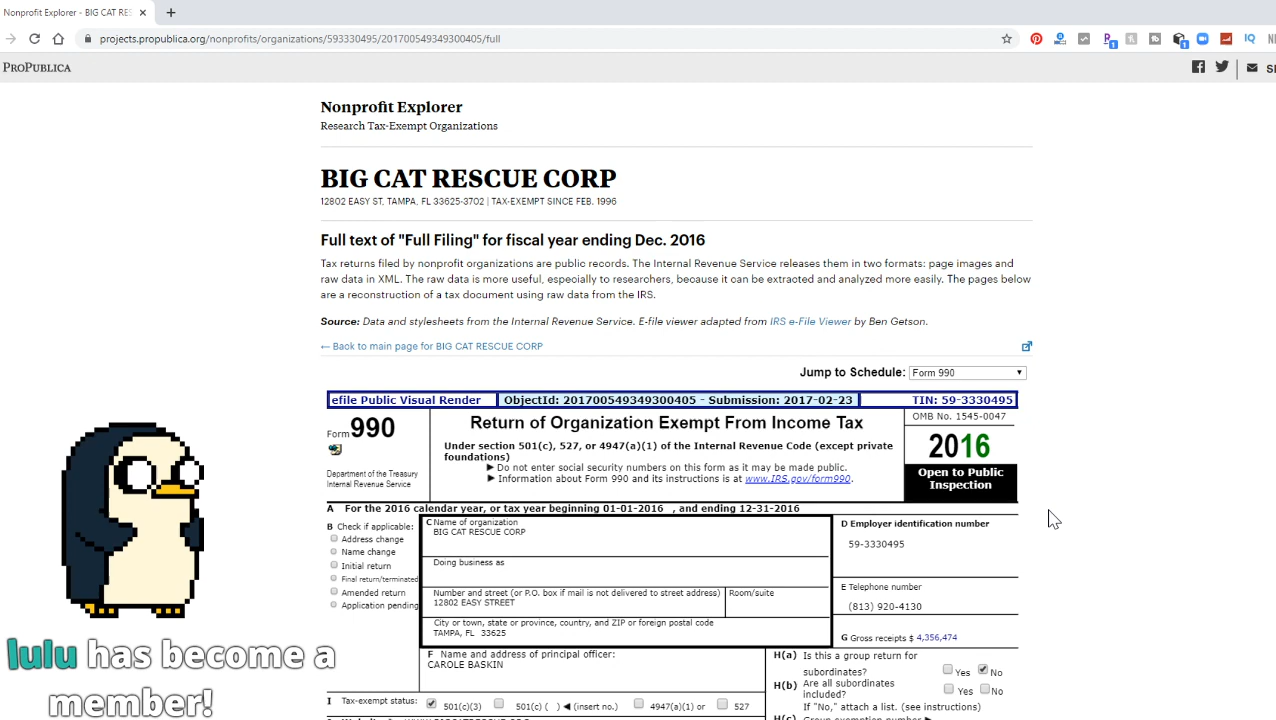 Nonprofit Explorer - BIG CAT RES
projects.propublica.org/nonprofits/organizations/593330495/201700549349300405/full
PROPUBLICA
Nonprofit Explorer
Research Tax-Exempt Organizations
BIG CAT RESCUE CORP
12802 EASY ST, TAMPA, FL 33625-3702 | TAX-EXEMPT SINCE FEB. 1996
Full text of "Full Filing" for fiscal year ending Dec. 2016
Tax returns filed by nonprofit organizations are public records. The Internal Revenue Service releases them in two formats: page images and
raw data in XML. The raw data is more useful, especially to researchers, because it can be extracted and analyzed more easily. The pages below
are a reconstruction of a tax document using raw data from the IRS.
Source: Data and stylesheets from the Internal Revenue Service. E-file viewer adapted from IRS e-File Viewer by Ben Getson.
← Back to main page for BIG CAT RESCUE CORP
Jump to Schedule: Form 990
efile Public Visual Render ObjectId: 201700549349300405 - Submission: 2017-02-23 TIN: 59-3330495
Form 990
Department of the Treasury
Internal Revenue Service
Return of Organization Exempt From Income Tax
Under section 501(c), 527, or 4947(a)(1) of the Internal Revenue Code (except private
foundations)
▶ Do not enter social security numbers on this form as it may be made public.
▶ Information about Form 990 and its instructions is at www.IRS.gov/form990.
OMB No. 1545-0047
2016
Open to Public
Inspection
A For the 2016 calendar year, or tax year beginning 01-01-2016 , and ending 12-31-2016
B Check if applicable:
Address change
Name change
Initial return
Final return/terminated
Amended return
Application pending
C Name of organization
BIG CAT RESCUE CORP
Doing business as
Number and street (or P.O. box if mail is not delivered to street address) Room/suite
12802 EASY STREET
City or town, state or province, country, and ZIP or foreign postal code
TAMPA, FL 33625
D Employer identification number
59-3330495
E Telephone number
(813) 920-4130
G Gross receipts $ 4,356,474
F Name and address of principal officer:
CAROLE BASKIN
H(a) Is this a group return for
subordinates? Yes No
H(b) Are all subordinates
included? Yes No
If "No," attach a list. (see instructions)
I Tax-exempt status: 501(c)(3) 501(c) ( ) ◀ (insert no.) 4947(a)(1) or 527
lulu has become a
member!